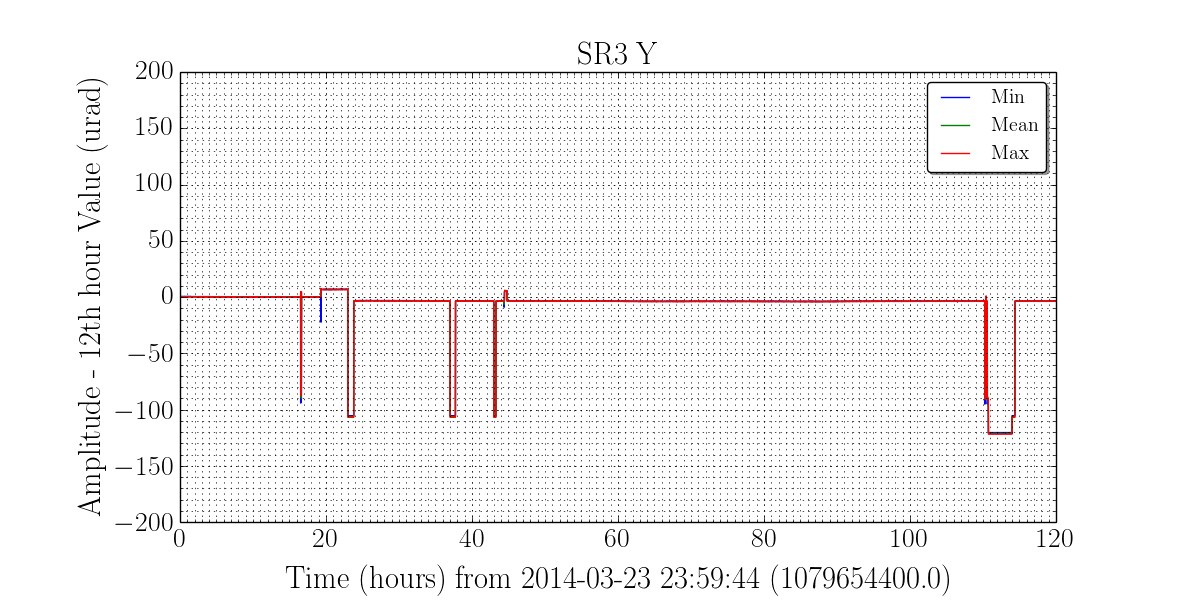 SR3 Y
Amplitude - 12th hour Value (urad)
200
150
100
50
0
−50
−100
−150
−200
Min
Mean
Max
0 20 40 60 80 100 120
Time (hours) from 2014-03-23 23:59:44 (1079654400.0)